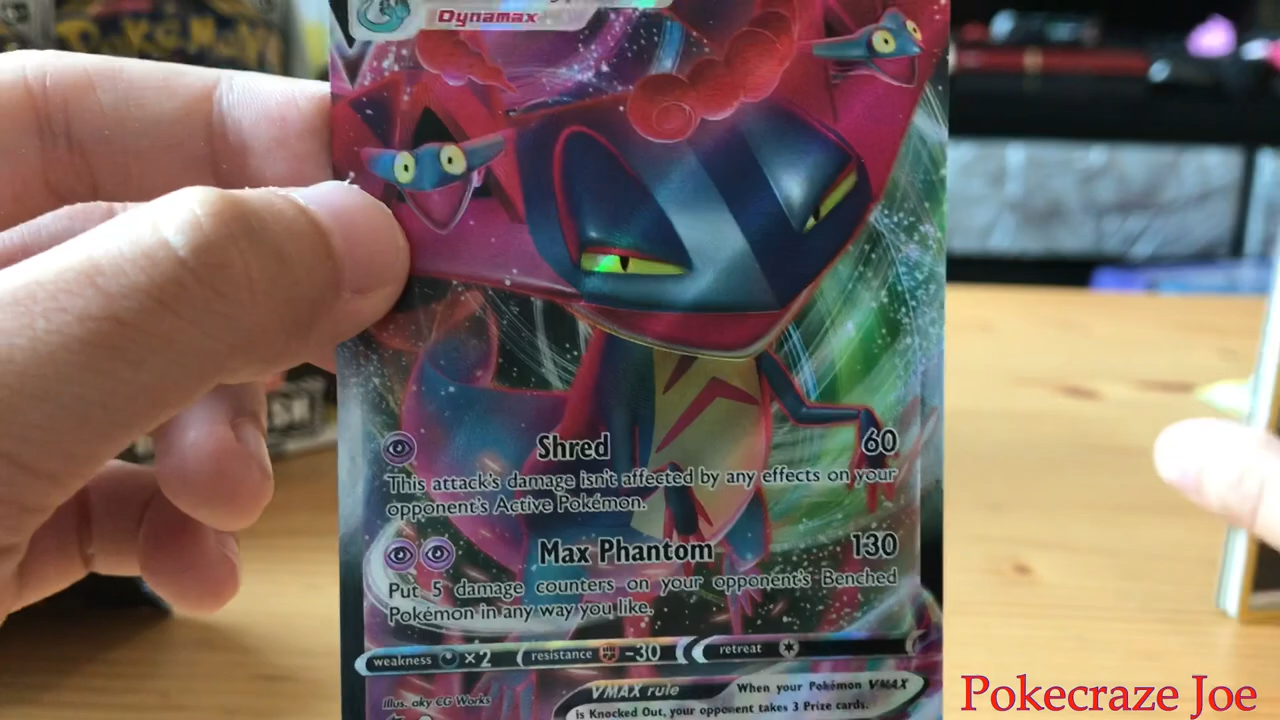 Pokémon
Dynamax
Shred 60
This attack's damage isn't affected by any effects on your
opponent's Active Pokémon.
Max Phantom 130
Put 5 damage counters on your opponent's Benched
Pokémon in any way you like.
weakness ×2 resistance -30 retreat
Illus. aky CG Works
VMAX rule When your Pokémon VMAX
is Knocked Out, your opponent takes 3 Prize cards.
Pokecraze Joe